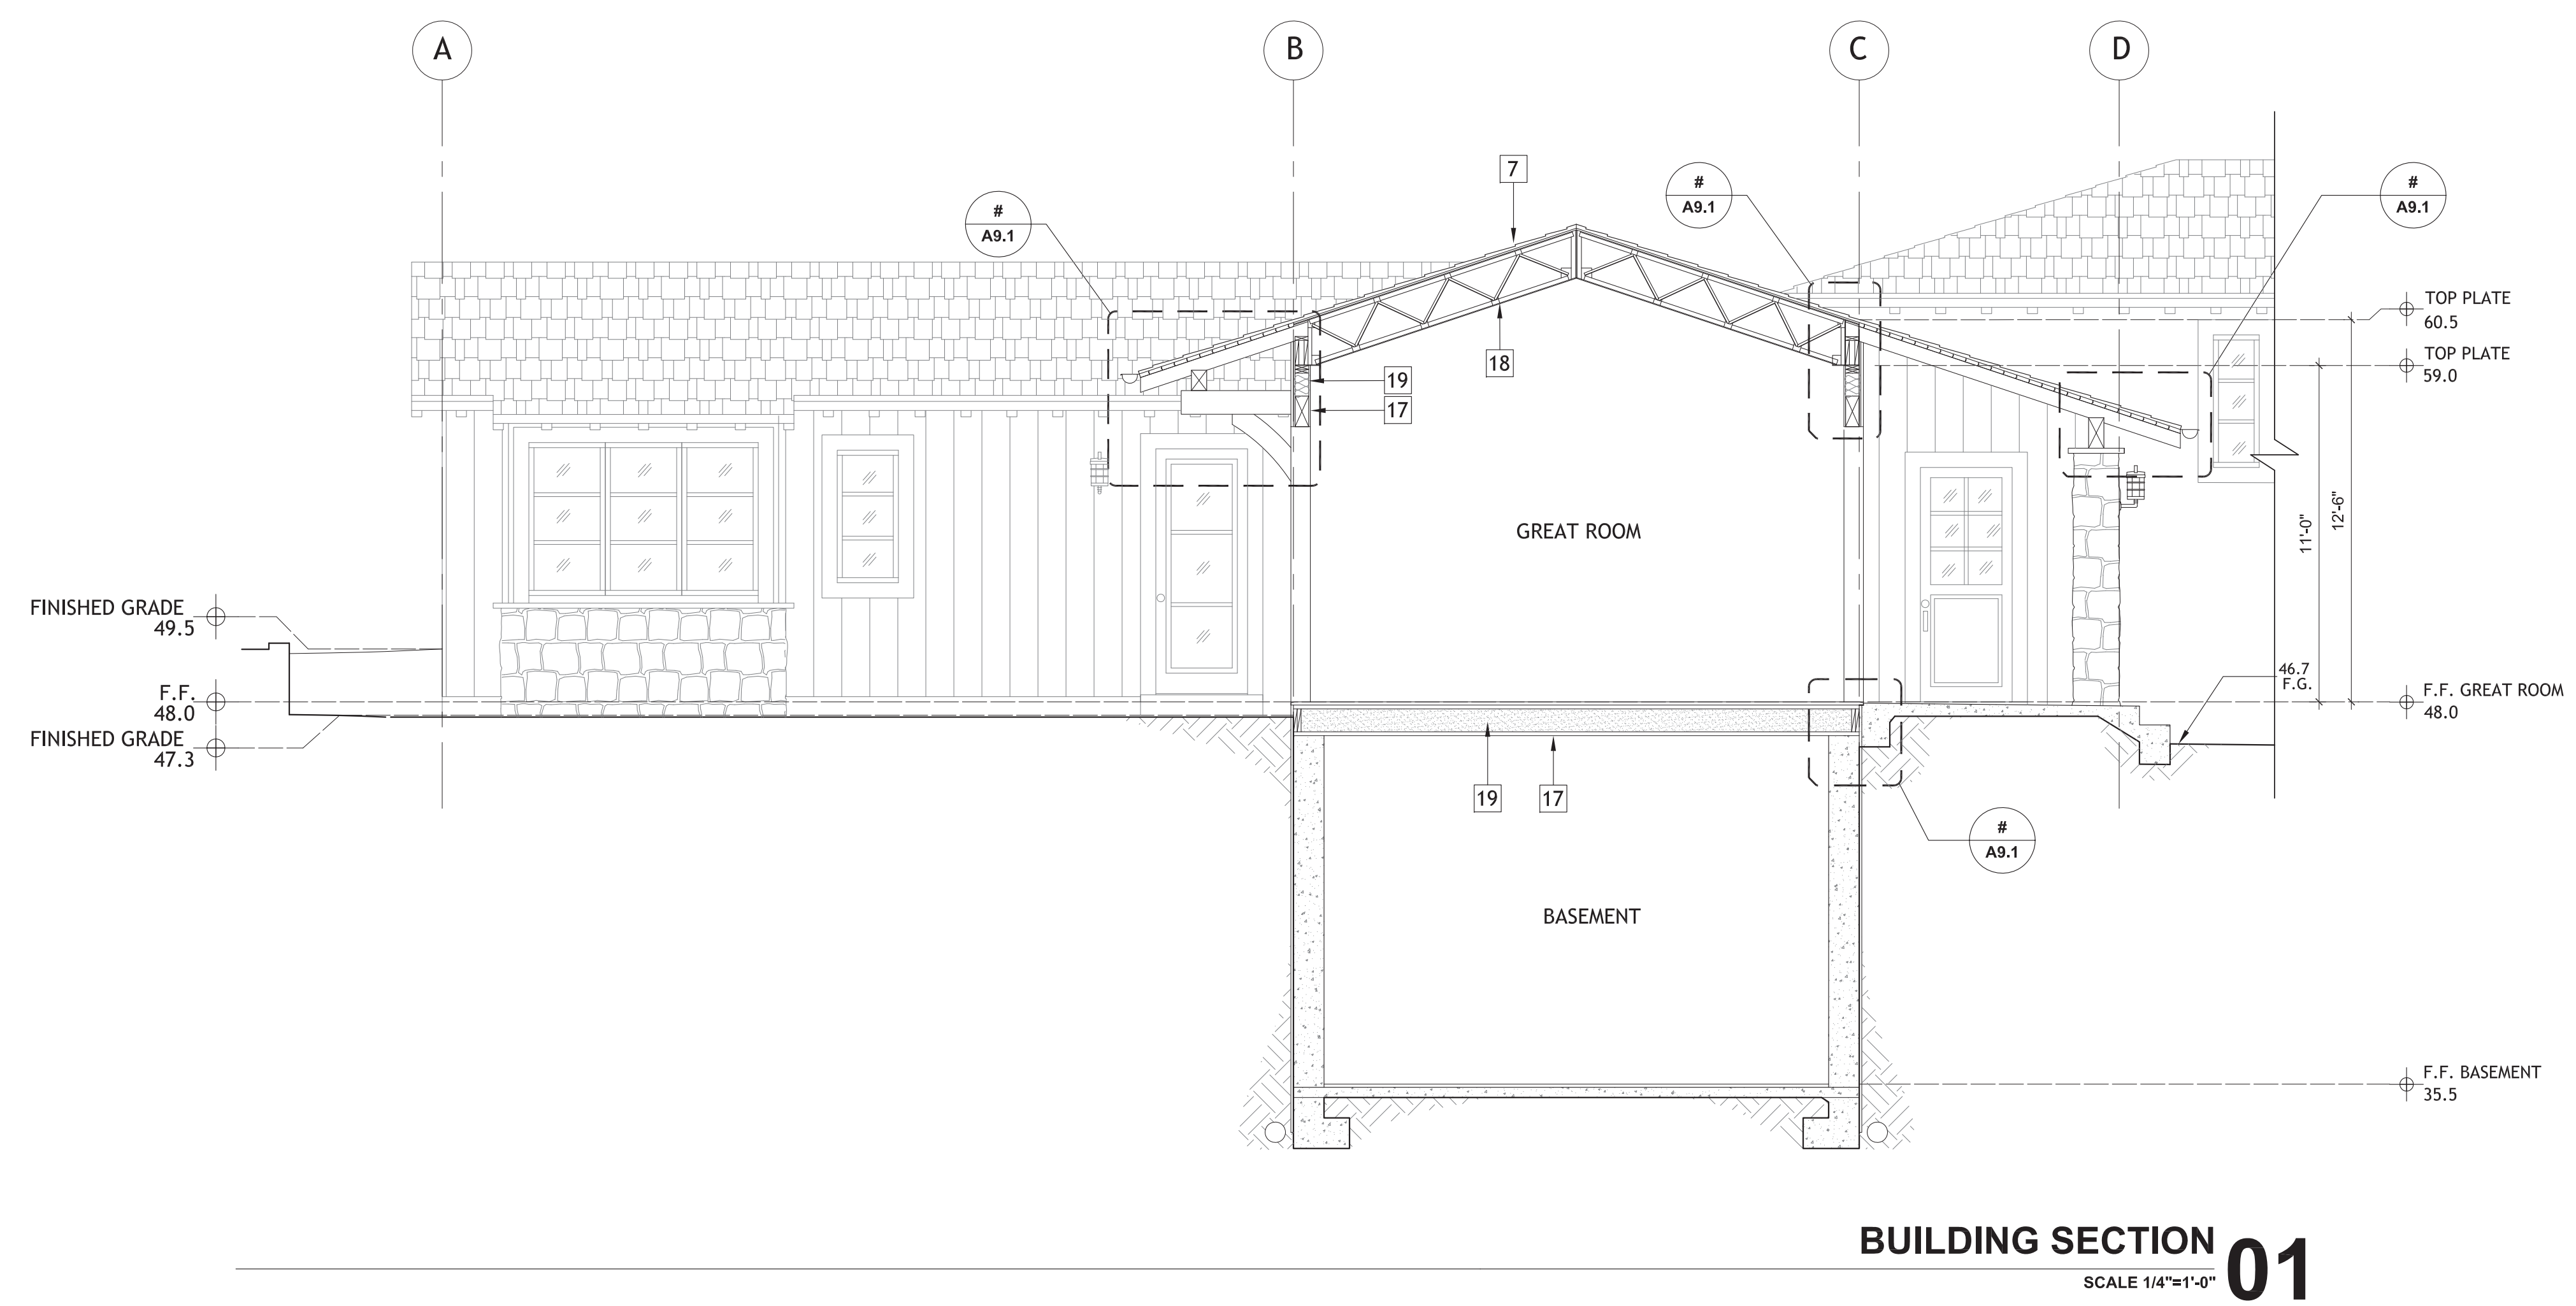 A
B
C
D
7
#
A9.1
#
A9.1
#
A9.1
TOP PLATE
60.5
TOP PLATE
59.0
18
19
17
GREAT ROOM
11'-0"
12'-6"
FINISHED GRADE
49.5
F.F.
48.0
FINISHED GRADE
47.3
46.7
F.G.
F.F. GREAT ROOM
48.0
19
17
#
A9.1
BASEMENT
F.F. BASEMENT
35.5
BUILDING SECTION
01
SCALE 1/4"=1'-0"